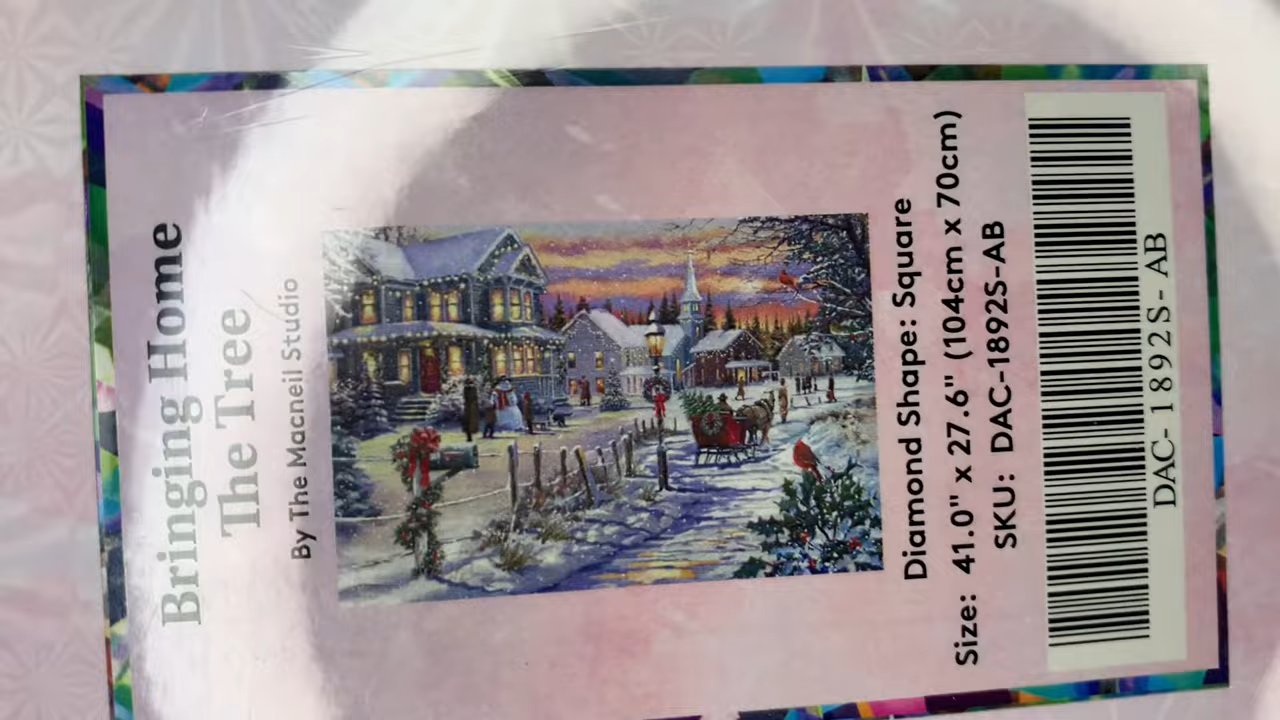 Bringing Home
The Tree
By The Macneil Studio
Diamond Shape: Square
Size: 41.0" x 27.6" (104cm x 70cm)
SKU: DAC-1892S-AB
DAC- 1892S- AB